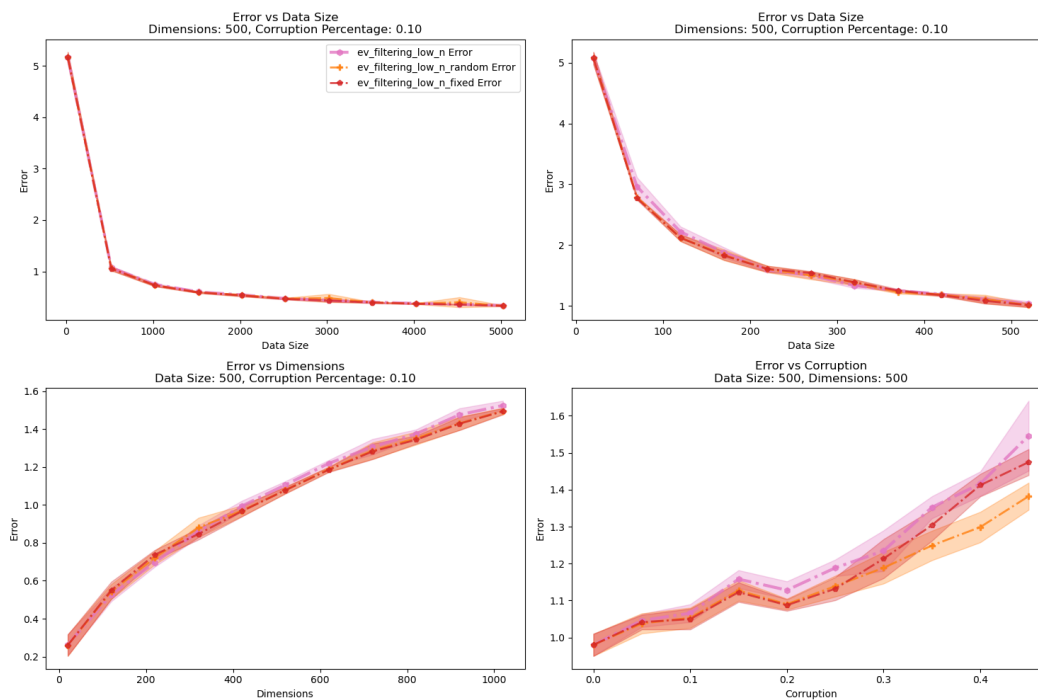 Error vs Data Size
Dimensions: 500, Corruption Percentage: 0.10
5
4
3
2
1
Error
ev_filtering_low_n Error
ev_filtering_low_n_random Error
ev_filtering_low_n_fixed Error
0
1000
2000
3000
4000
5000
Data Size
Error vs Data Size
Dimensions: 500, Corruption Percentage: 0.10
5
4
3
2
1
Error
0
100
200
300
400
500
Data Size
Error vs Dimensions
Data Size: 500, Corruption Percentage: 0.10
1.6
1.4
1.2
1.0
0.8
0.6
0.4
0.2
Error
0
200
400
600
800
1000
Dimensions
Error vs Corruption
Data Size: 500, Dimensions: 500
1.6
1.5
1.4
1.3
1.2
1.1
1.0
Error
0.0
0.1
0.2
0.3
0.4
Corruption